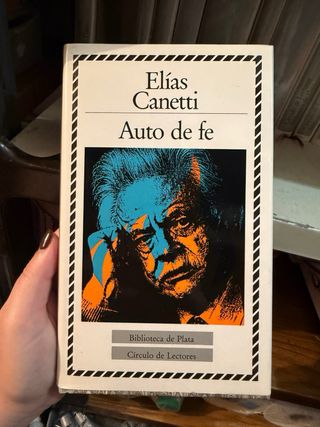 Elías
Canetti
Auto de fe
Biblioteca de Plata
Círculo de Lectores